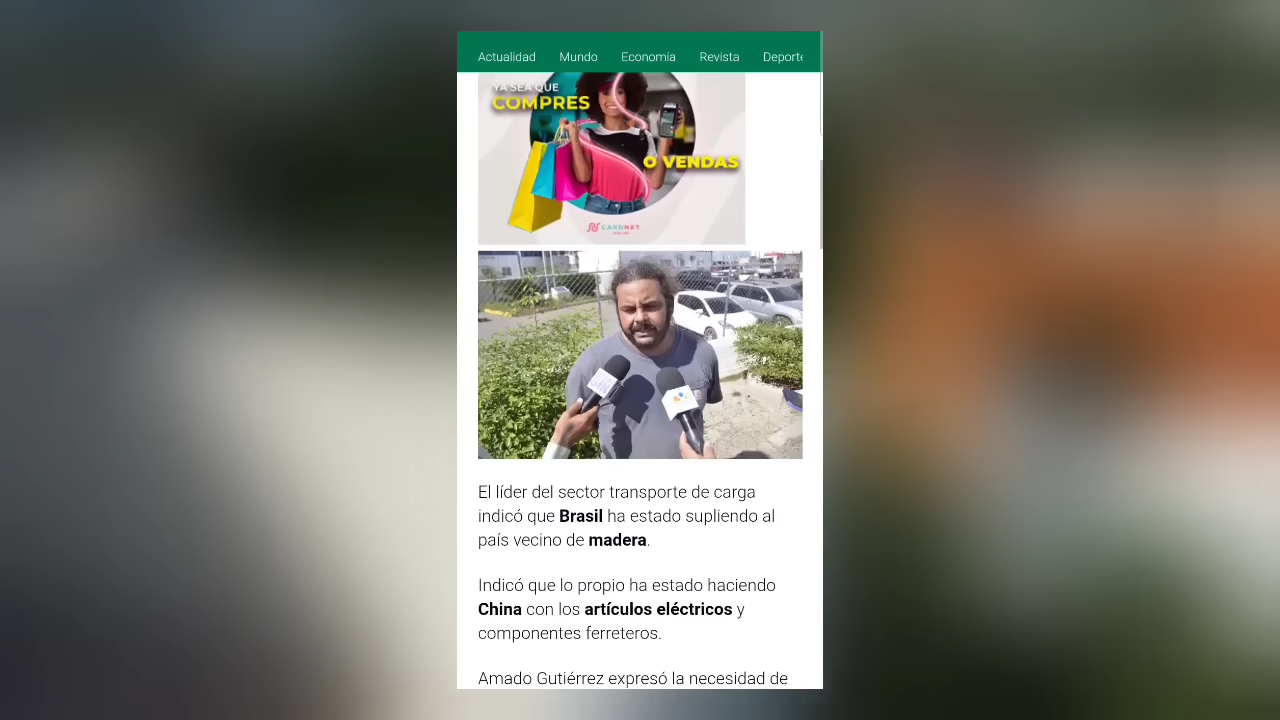 Actualidad Mundo Economía Revista Deporte
YA SEA QUE
COMPRES
O VENDAS
CARDNET
El líder del sector transporte de carga
indicó que Brasil ha estado supliendo al
país vecino de madera.
Indicó que lo propio ha estado haciendo
China con los artículos eléctricos y
componentes ferreteros.
Amado Gutiérrez expresó la necesidad de